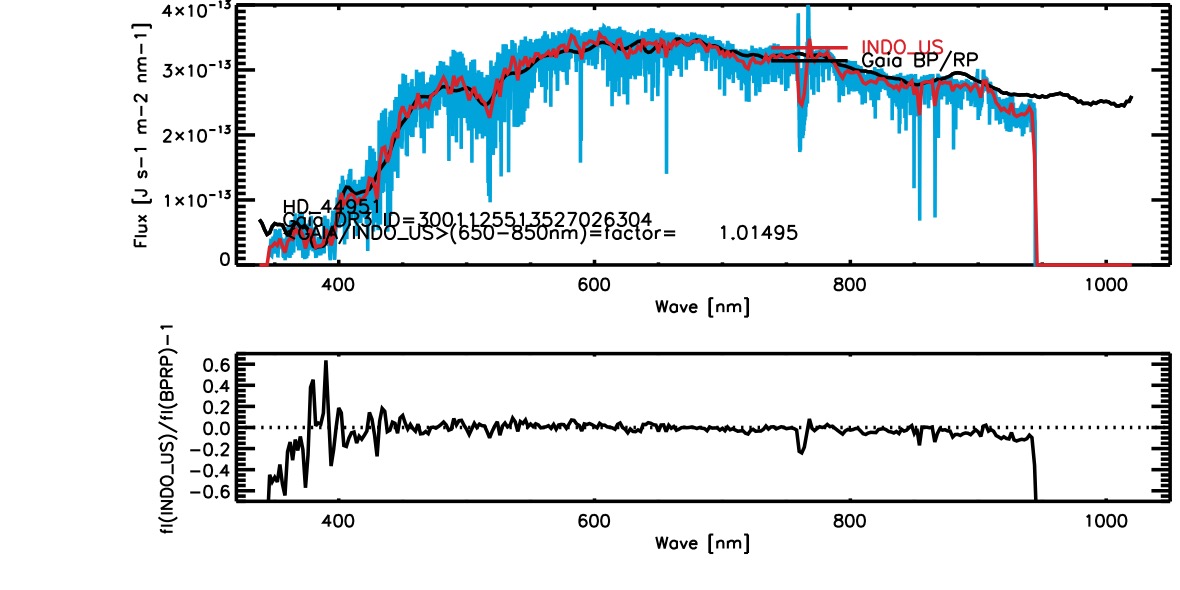 4×10⁻¹³
3×10⁻¹³
2×10⁻¹³
1×10⁻¹³
0
Flux [J s−1 m−2 nm−1]
INDO_US
Gaia BP/RP
HD_44951
Gaia DR3 ID=3001125513527026304
<GAIA/INDO_US>(650−850nm)=factor= 1.01495
400 600 800 1000
Wave [nm]
fl(INDO_US)/fl(BPRP)−1
0.6
0.4
0.2
0.0
−0.2
−0.4
−0.6
400 600 800 1000
Wave [nm]